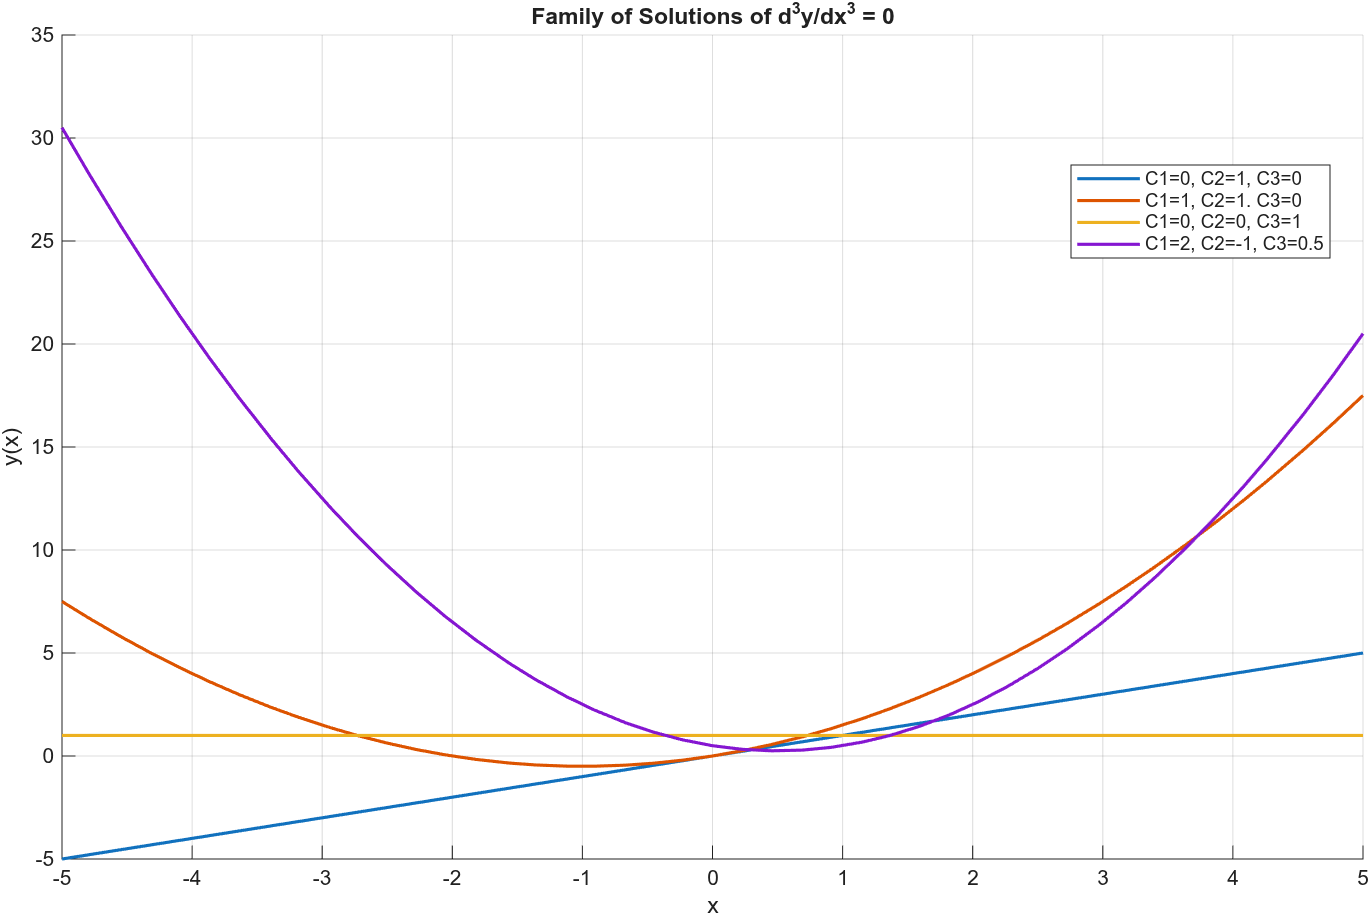 Family of Solutions of d³y/dx³ = 0
35
30
25
20
15
10
5
0
-5
y(x)
C1=0, C2=1, C3=0
C1=1, C2=1. C3=0
C1=0, C2=0, C3=1
C1=2, C2=-1, C3=0.5
-5 -4 -3 -2 -1 0 1 2 3 4 5
x